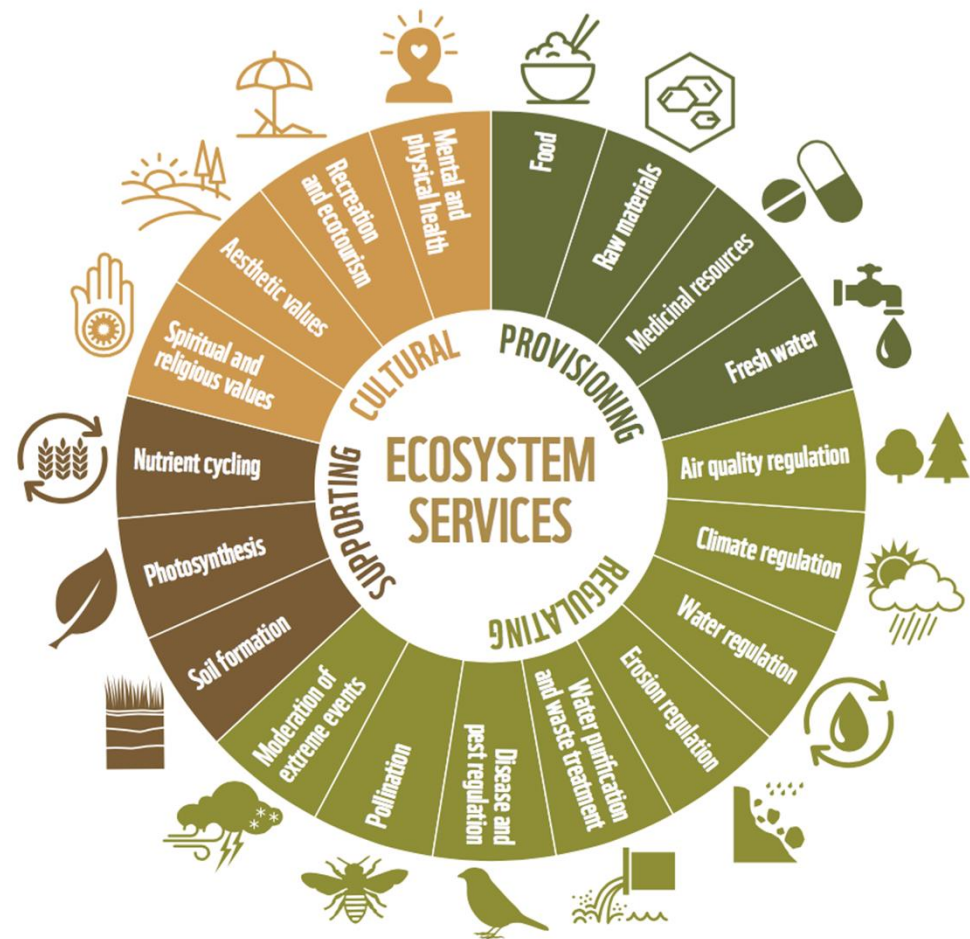 ECOSYSTEM
SERVICES
PROVISIONING
Food
Raw materials
Medicinal resources
Fresh water
REGULATING
Air quality regulation
Climate regulation
Water regulation
Erosion regulation
Water purification
and waste treatment
Disease and
pest regulation
Pollination
Moderation of
extreme events
SUPPORTING
Soil formation
Photosynthesis
Nutrient cycling
CULTURAL
Spiritual and
religious values
Aesthetic values
Recreation
and ecotourism
Mental and
physical health